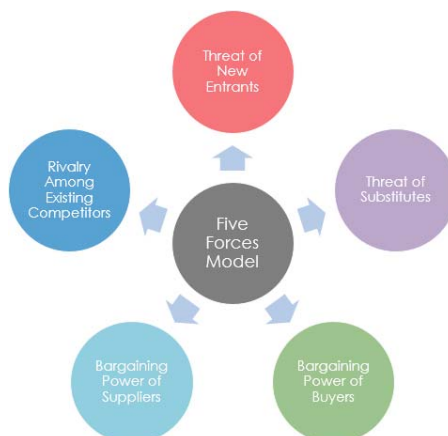 Threat of
New
Entrants
Rivalry
Among
Existing
Competitors
Threat of
Substitutes
Five
Forces
Model
Bargaining
Power of
Suppliers
Bargaining
Power of
Buyers